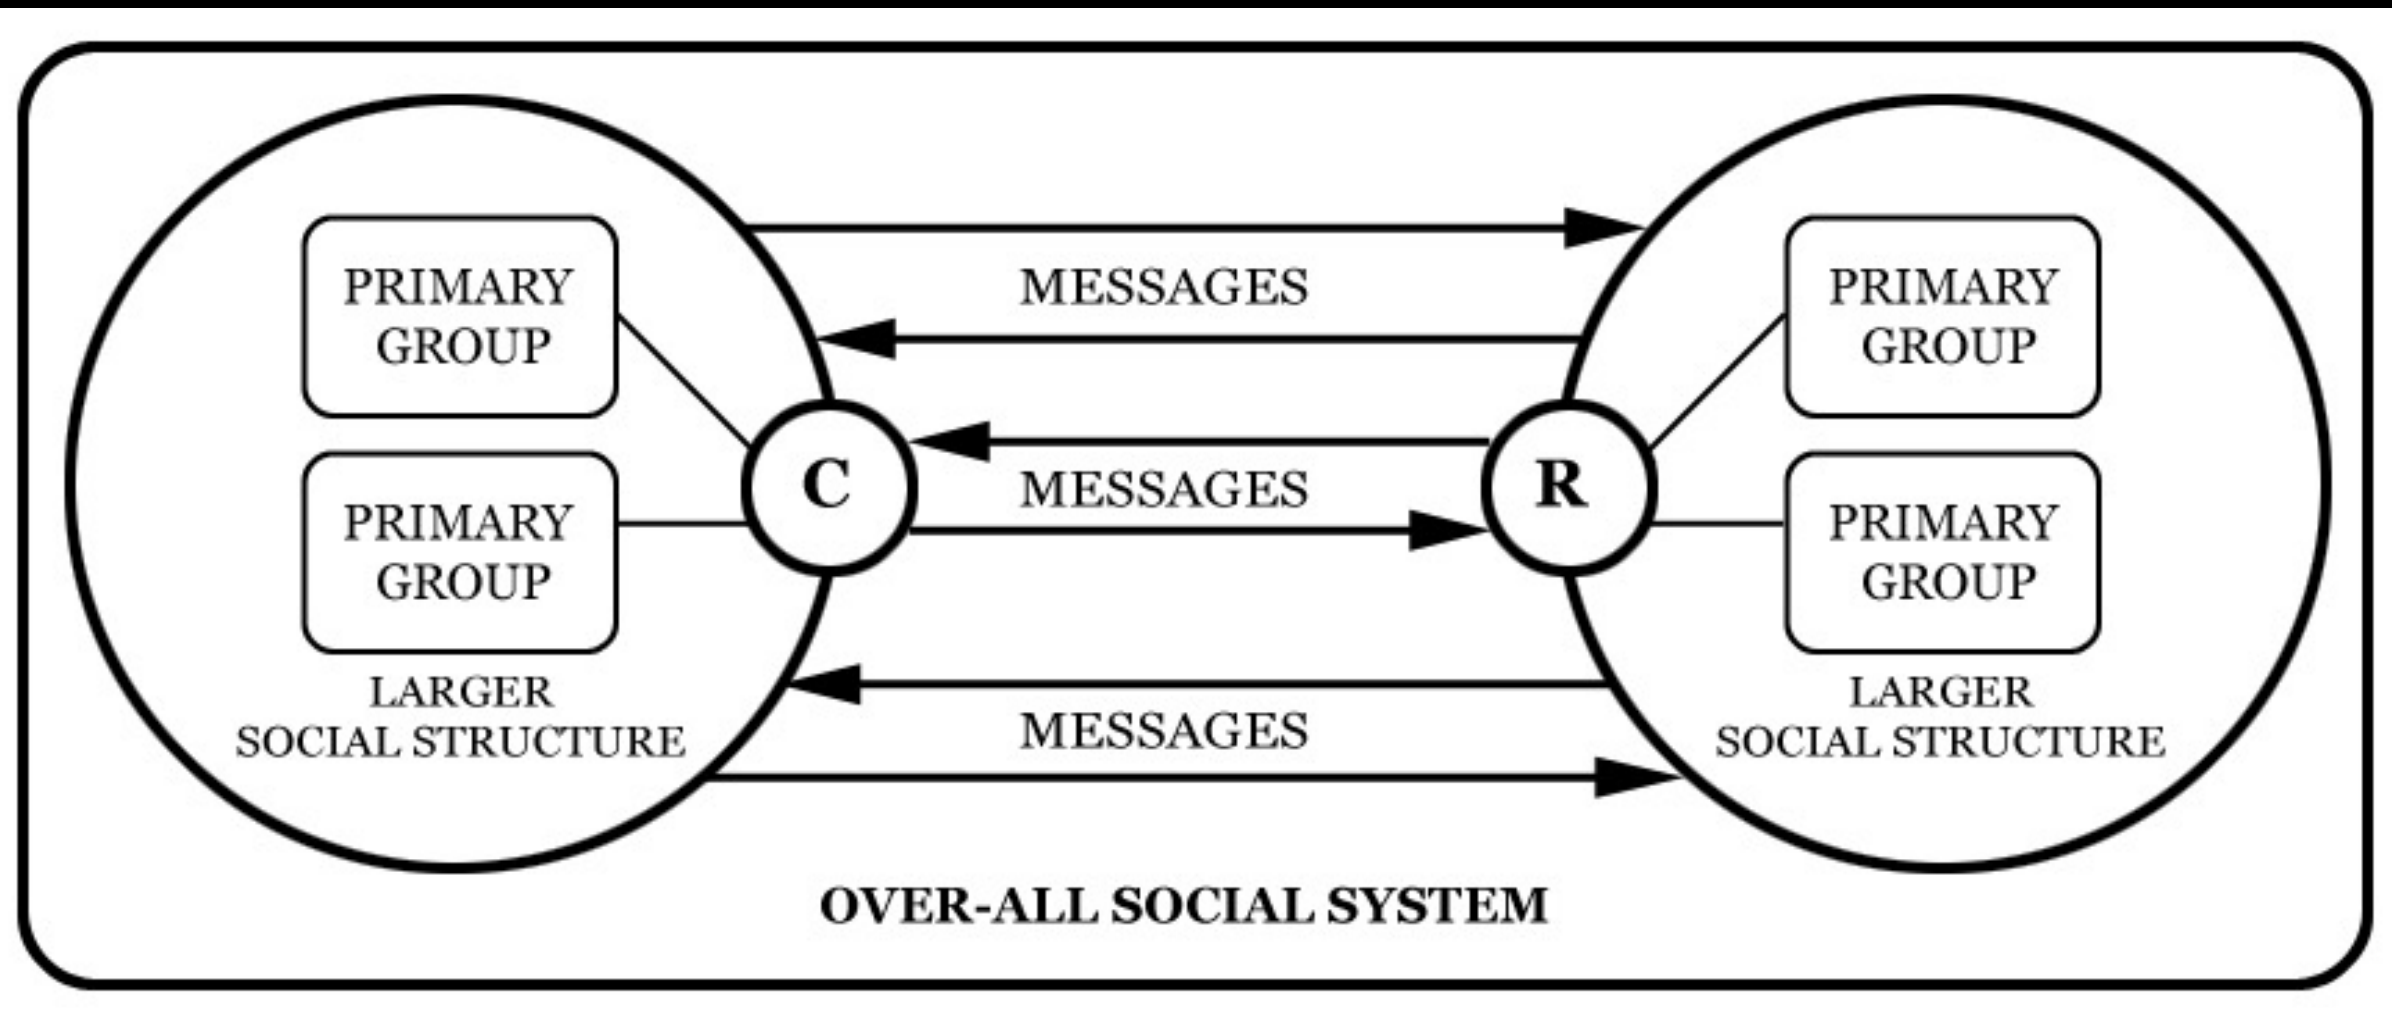 PRIMARY
GROUP
PRIMARY
GROUP
LARGER
SOCIAL STRUCTURE
C
MESSAGES
MESSAGES
MESSAGES
R
PRIMARY
GROUP
PRIMARY
GROUP
LARGER
SOCIAL STRUCTURE
OVER-ALL SOCIAL SYSTEM